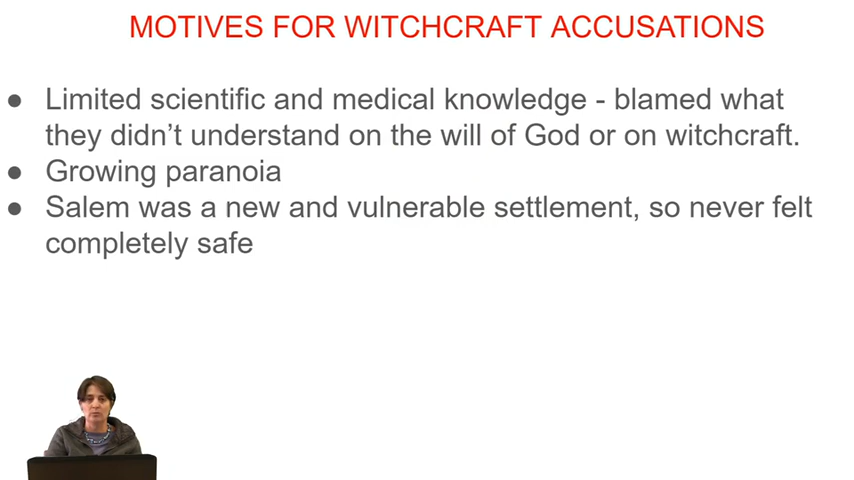 MOTIVES FOR WITCHCRAFT ACCUSATIONS
● Limited scientific and medical knowledge - blamed what
they didn’t understand on the will of God or on witchcraft.
● Growing paranoia
● Salem was a new and vulnerable settlement, so never felt
completely safe